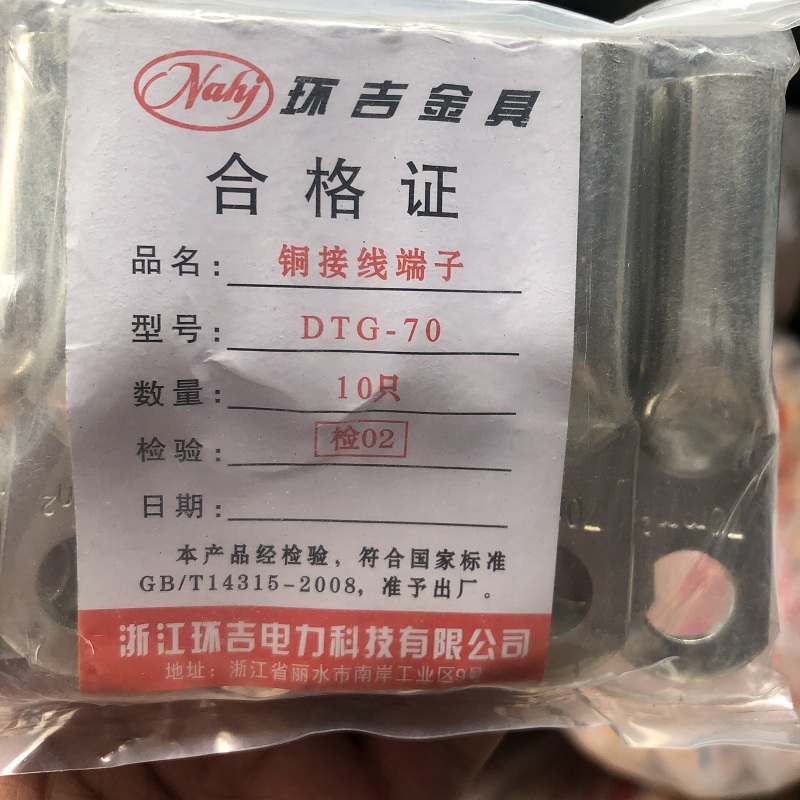 Nahj 环吉金具
合格证
品名： 铜接线端子
型号： DTG-70
数量： 10只
检验： 检02
日期：
本产品经检验，符合国家标准
GB/T14315-2008，准予出厂。
浙江环吉电力科技有限公司
地址：浙江省丽水市南岸工业区9号